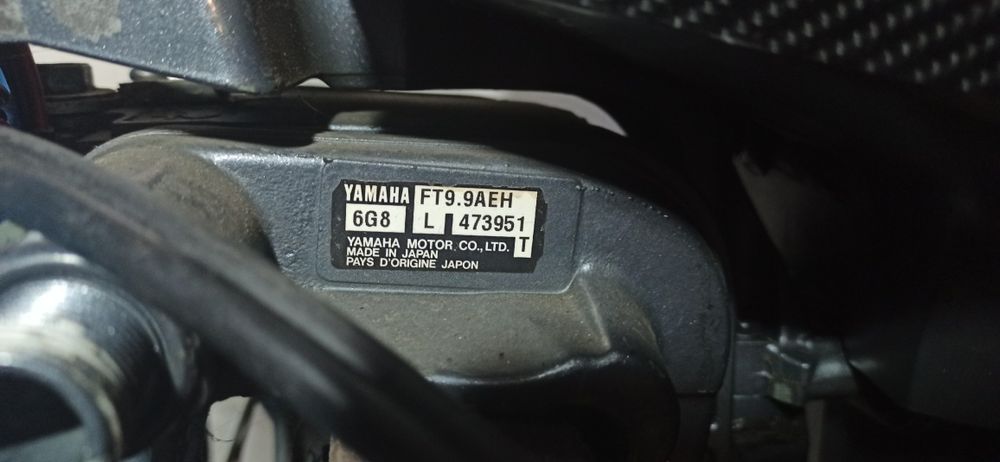 YAMAHA FT9.9AEH
6G8 L 473951
YAMAHA MOTOR CO., LTD. T
MADE IN JAPAN
PAYS D'ORIGINE JAPON